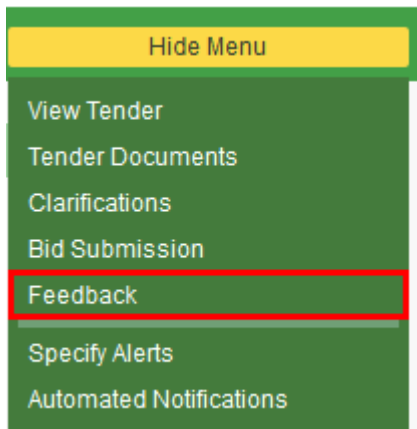 Hide Menu
View Tender
Tender Documents
Clarifications
Bid Submission
Feedback
Specify Alerts
Automated Notifications